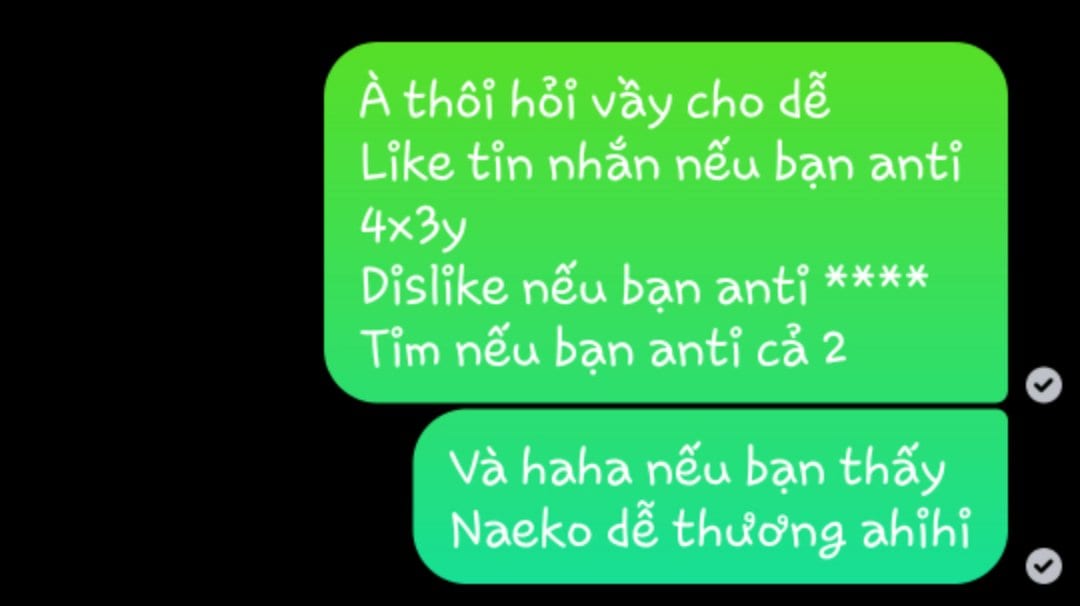 À thôi hỏi vầy cho dễ
Like tin nhắn nếu bạn anti
4x3y
Dislike nếu bạn anti ****
Tim nếu bạn anti cả 2
Và haha nếu bạn thấy
Naeko dễ thương ahihi